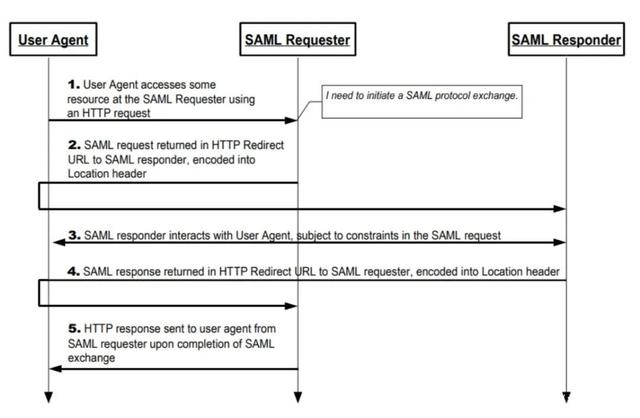 User Agent
SAML Requester
SAML Responder
1. User Agent accesses some
resource at the SAML Requester using
an HTTP request
I need to initiate a SAML protocol exchange.
2. SAML request returned in HTTP Redirect
URL to SAML responder, encoded into
Location header
3. SAML responder interacts with User Agent, subject to constraints in the SAML request
4. SAML response returned in HTTP Redirect URL to SAML requester, encoded into Location header
5. HTTP response sent to user agent from
SAML requester upon completion of SAML
exchange